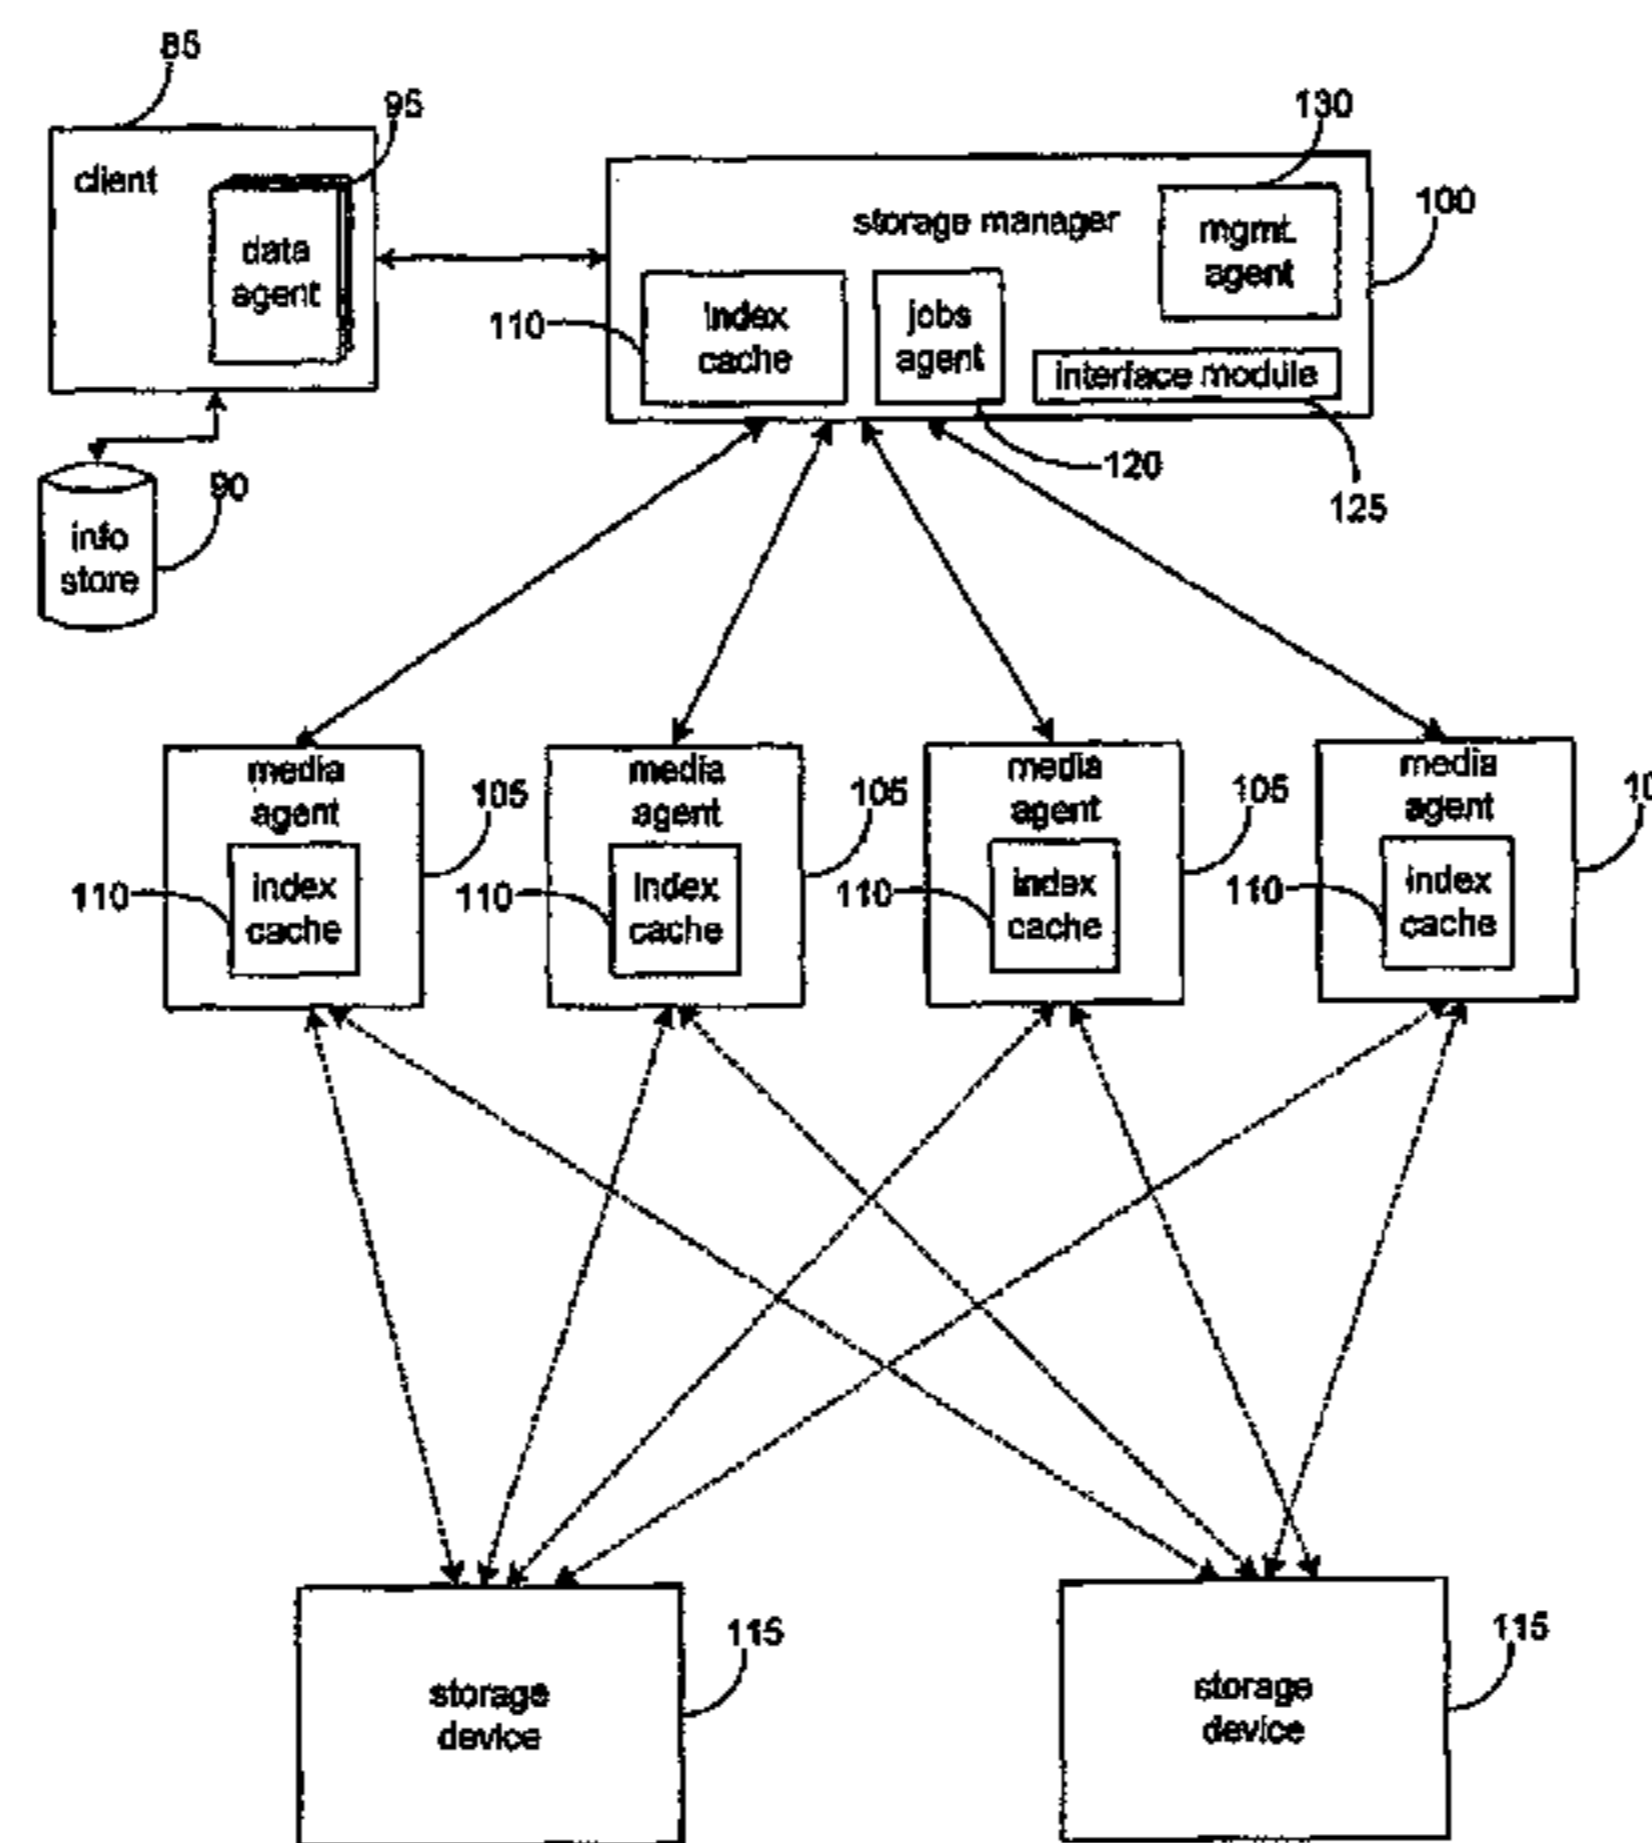 85
95
130
client
100
storage manager
mgmt.
agent
data
agent
110
index
cache
jobs
agent
interface module
120
125
90
info
store
media
agent
105
media
agent
105
media
agent
105
media
agent
10
110
index
cache
110
index
cache
110
index
cache
110
index
cache
115
storage
device
115
storage
device